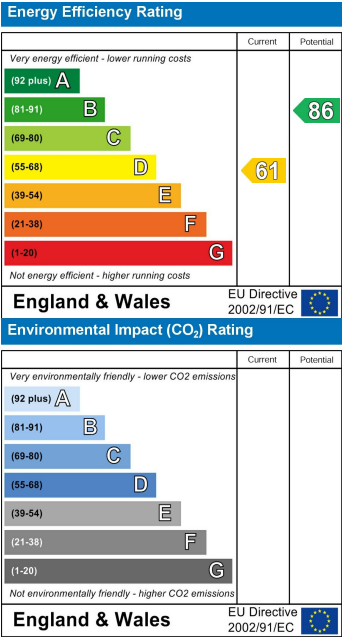 Energy Efficiency Rating
Current Potential
Very energy efficient - lower running costs
(92 plus) A
(81-91) B
86
(69-80) C
(55-68) D
61
(39-54) E
(21-38) F
(1-20) G
Not energy efficient - higher running costs
England & Wales
EU Directive
2002/91/EC
Environmental Impact (CO₂) Rating
Current Potential
Very environmentally friendly - lower CO2 emissions
(92 plus) A
(81-91) B
(69-80) C
(55-68) D
(39-54) E
(21-38) F
(1-20) G
Not environmentally friendly - higher CO2 emissions
England & Wales
EU Directive
2002/91/EC